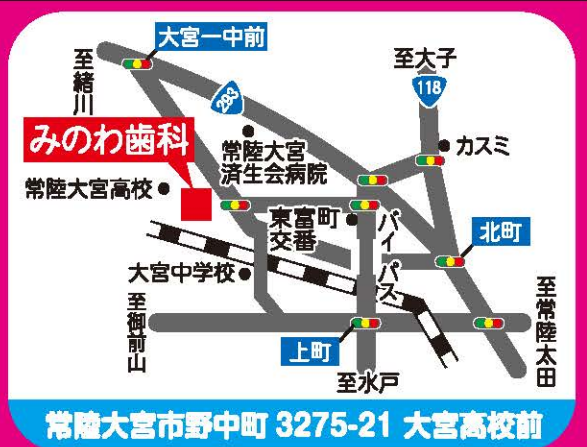 大宮一中前
至緒川
至大子
293
118
みのわ歯科
常陸大宮
済生会病院
カスミ
常陸大宮高校
東富町
交番
バイパス
北町
大宮中学校
至御前山
上町
至水戸
至常陸太田
常陸大宮市野中町 3275-21 大宮高校前